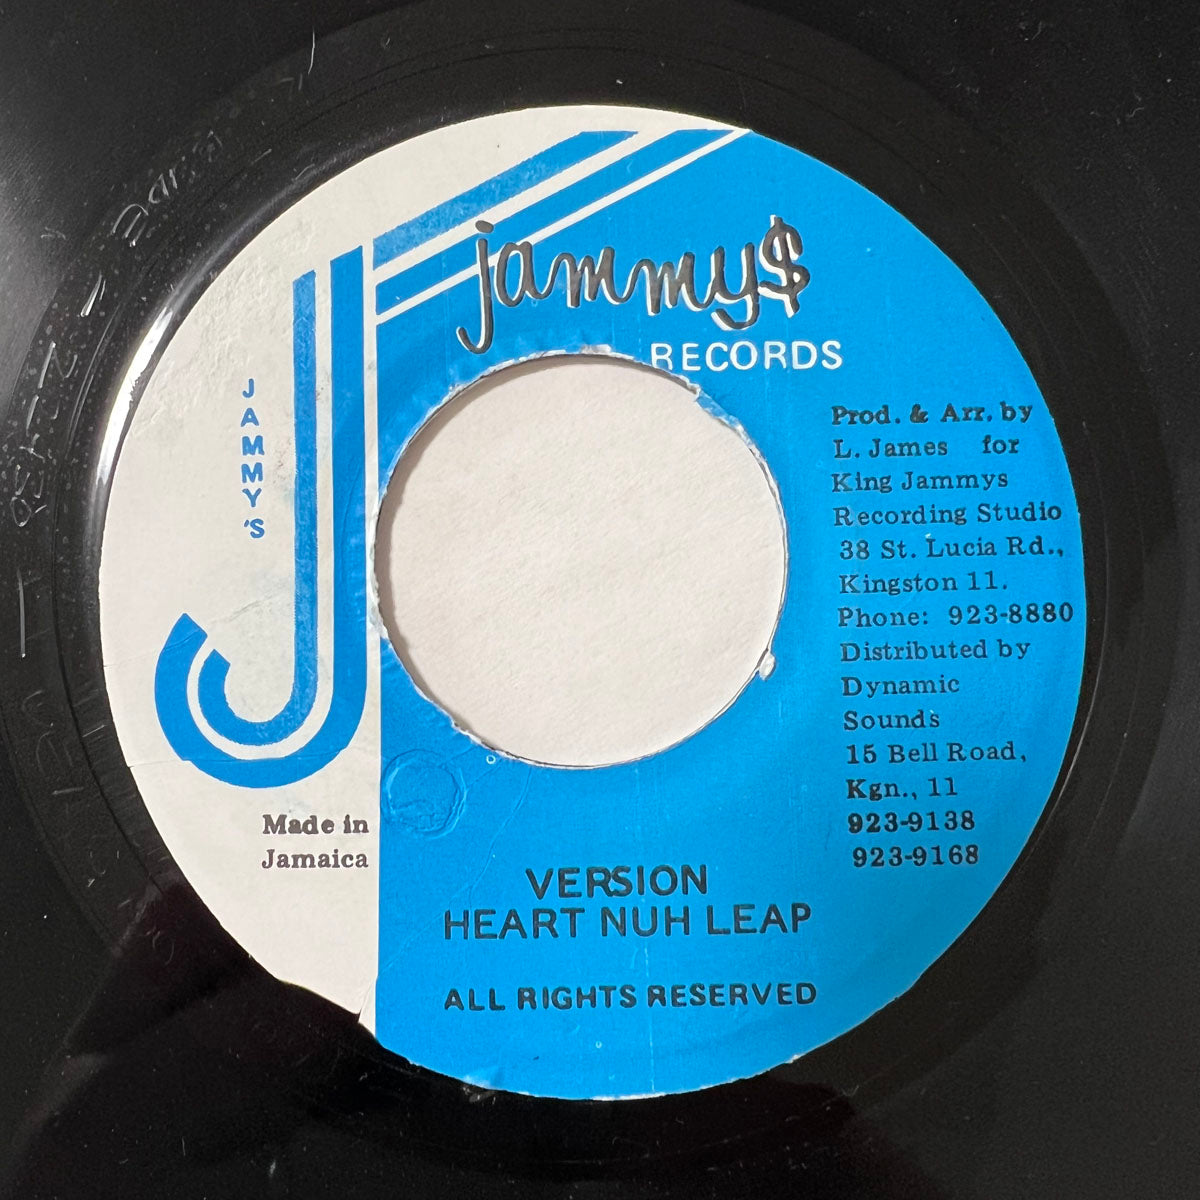 jammy$
RECORDS
JAMMY'S
Prod. & Arr. by
L. James for
King Jammys
Recording Studio
38 St. Lucia Rd.,
Kingston 11.
Phone: 923-8880
Distributed by
Dynamic
Sounds
15 Bell Road,
Kgn., 11
923-9138
923-9168
Made in
Jamaica
VERSION
HEART NUH LEAP
ALL RIGHTS RESERVED